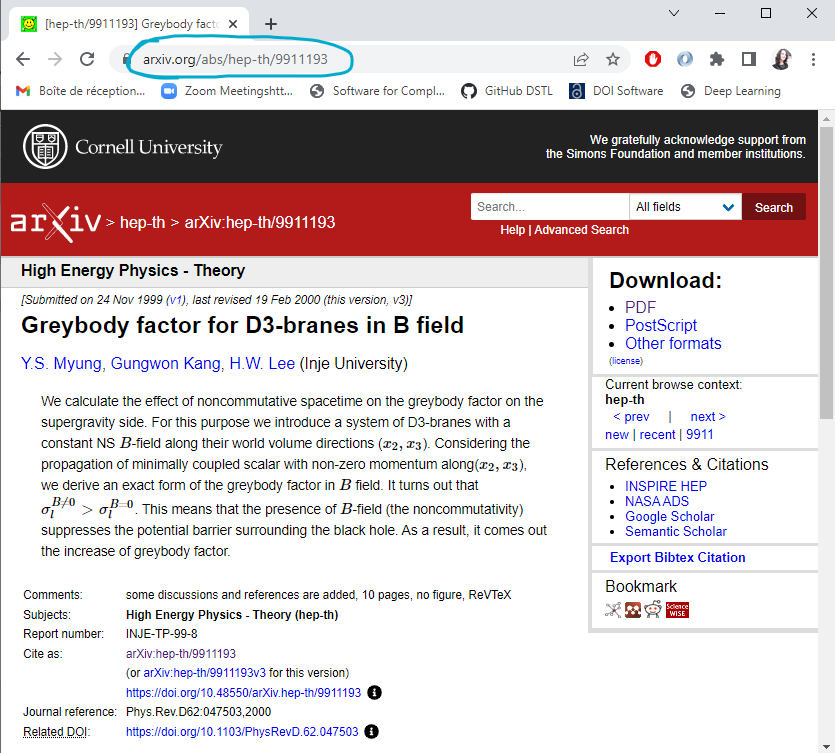 [hep-th/9911193] Greybody facto
arxiv.org/abs/hep-th/9911193
Boîte de réception... Zoom Meetingshtt... Software for Compl... GitHub DSTL DOI Software Deep Learning
Cornell University
We gratefully acknowledge support from
the Simons Foundation and member institutions.
arXiv > hep-th > arXiv:hep-th/9911193
Search... All fields Search
Help | Advanced Search
High Energy Physics - Theory
[Submitted on 24 Nov 1999 (v1), last revised 19 Feb 2000 (this version, v3)]
Greybody factor for D3-branes in B field
Y.S. Myung, Gungwon Kang, H.W. Lee (Inje University)
We calculate the effect of noncommutative spacetime on the greybody factor on the
supergravity side. For this purpose we introduce a system of D3-branes with a
constant NS B-field along their world volume directions (x₂, x₃). Considering the
propagation of minimally coupled scalar with non-zero momentum along(x₂, x₃),
we derive an exact form of the greybody factor in B field. It turns out that
σ_l^{B≠0} > σ_l^{B=0}. This means that the presence of B-field (the noncommutativity)
suppresses the potential barrier surrounding the black hole. As a result, it comes out
the increase of greybody factor.
Comments: some discussions and references are added, 10 pages, no figure, ReVTeX
Subjects: High Energy Physics - Theory (hep-th)
Report number: INJE-TP-99-8
Cite as: arXiv:hep-th/9911193
(or arXiv:hep-th/9911193v3 for this version)
https://doi.org/10.48550/arXiv.hep-th/9911193
Journal reference: Phys.Rev.D62:047503,2000
Related DOI: https://doi.org/10.1103/PhysRevD.62.047503
Download:
PDF
PostScript
Other formats
(license)
Current browse context:
hep-th
< prev | next >
new | recent | 9911
References & Citations
INSPIRE HEP
NASA ADS
Google Scholar
Semantic Scholar
Export Bibtex Citation
Bookmark
Science
WISE